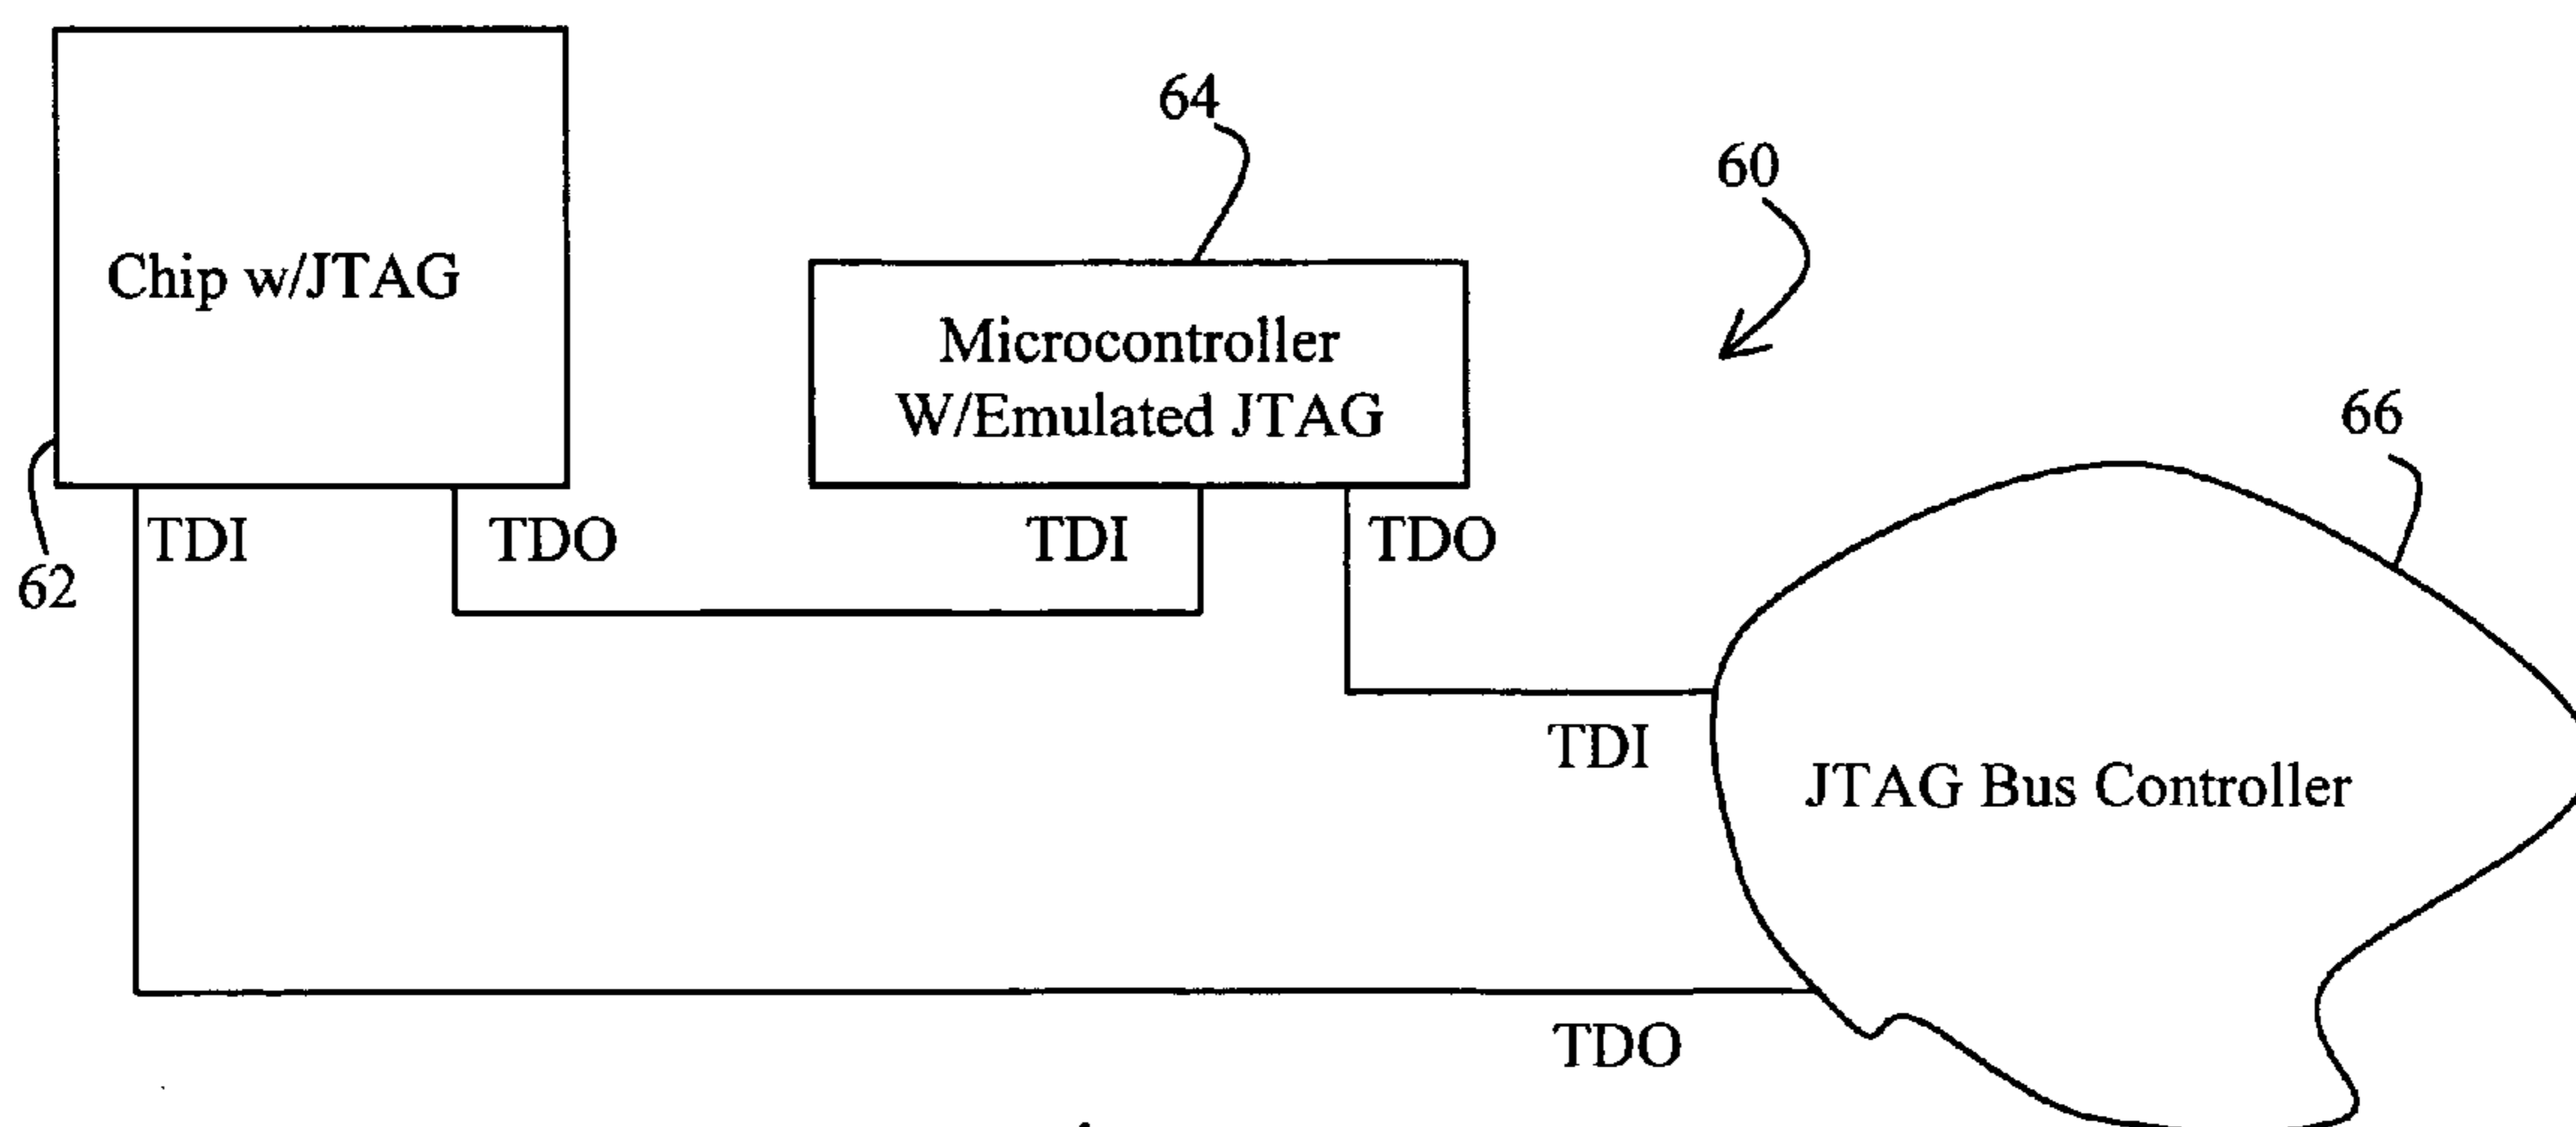 64
60
Chip w/JTAG
Microcontroller
W/Emulated JTAG
66
TDI
TDO
TDI
TDO
62
TDI
JTAG Bus Controller
TDO